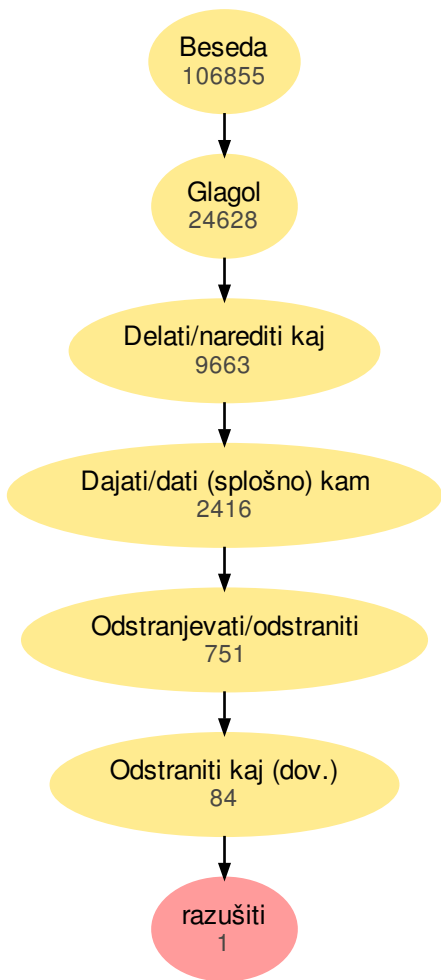 Beseda
106855
Glagol
24628
Delati/narediti kaj
9663
Dajati/dati (splošno) kam
2416
Odstranjevati/odstraniti
751
Odstraniti kaj (dov.)
84
razušiti
1